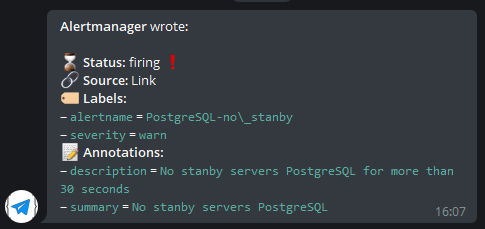 Alertmanager wrote:
⏳ Status: firing ❗
🔗 Source: Link
🏷 Labels:
– alertname = PostgreSQL-no\_stanby
– severity = warn
📝 Annotations:
– description = No stanby servers PostgreSQL for more than
30 seconds
– summary = No stanby servers PostgreSQL
16:07